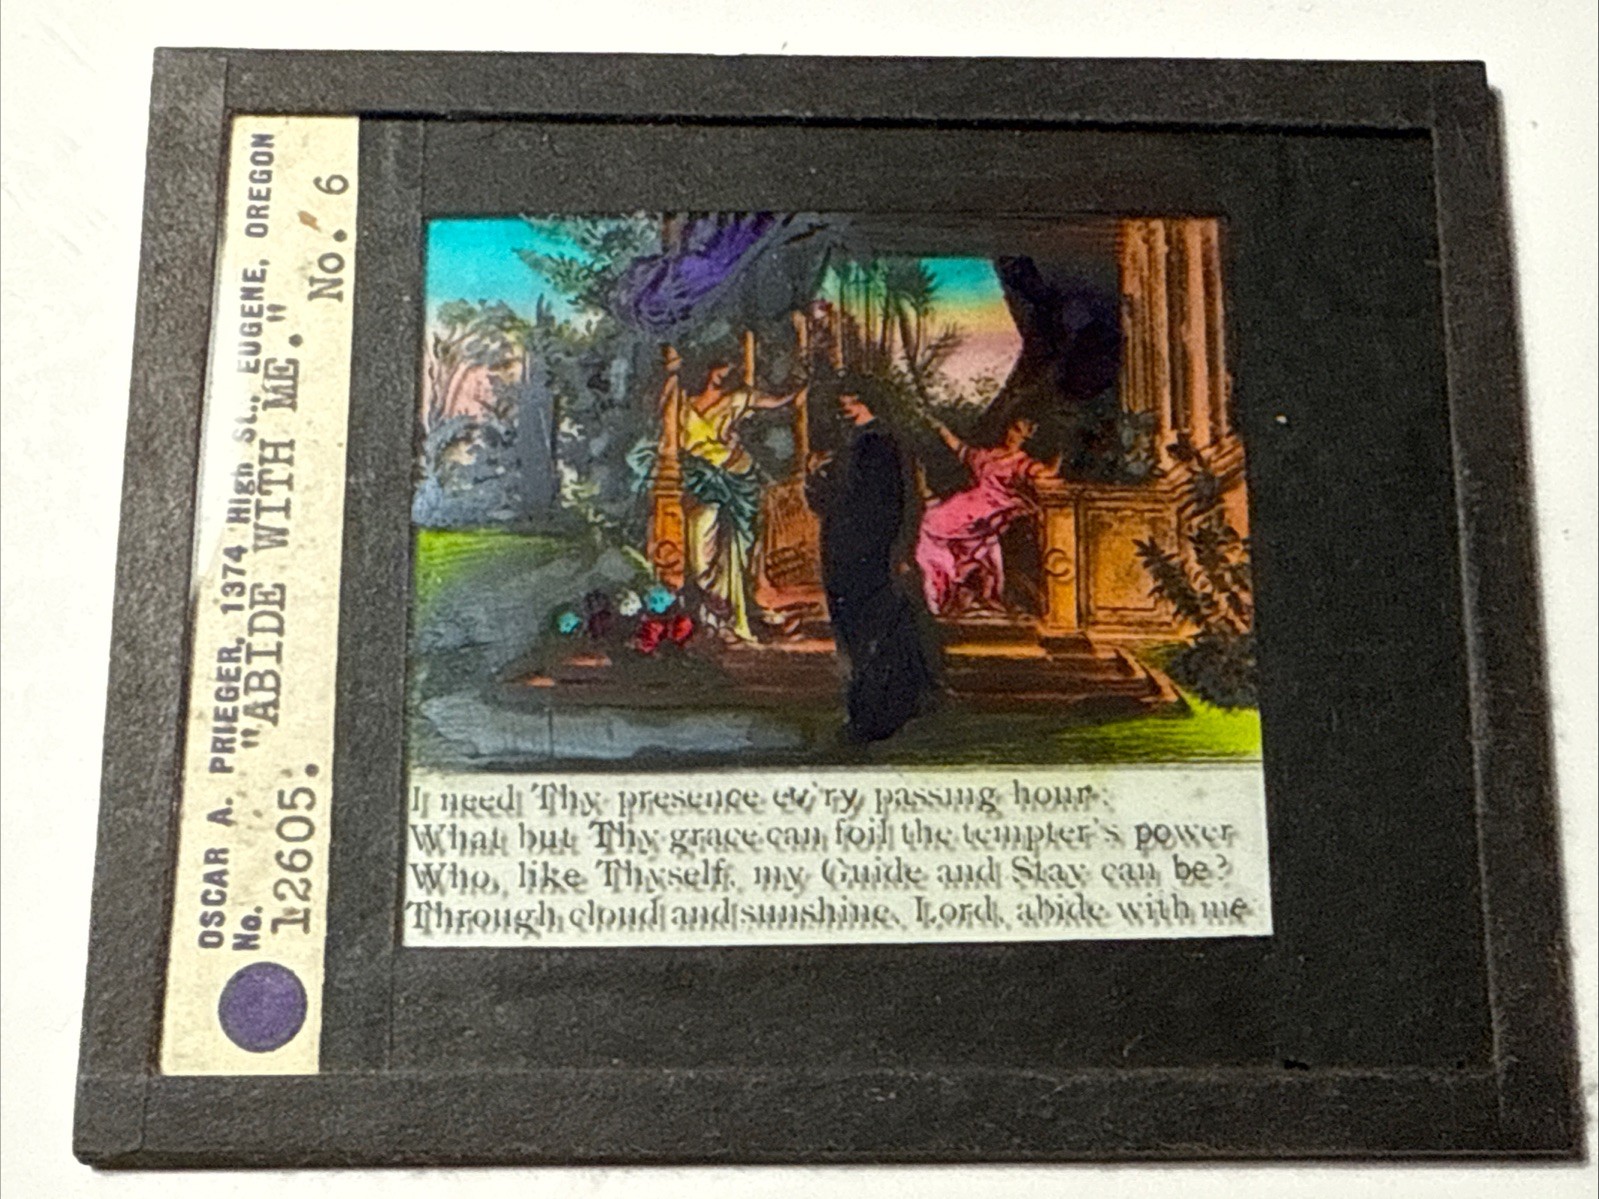 OSCAR A. PRIEGER, 1374 High St., EUGENE, OREGON
No. "ABIDE WITH ME."
12605. No. 6
I need Thy presence ev'ry passing hour;
What but Thy grace can foil the tempter's power
Who, like Thyself, my Guide and Stay can be?
Through cloud and sunshine, Lord, abide with me